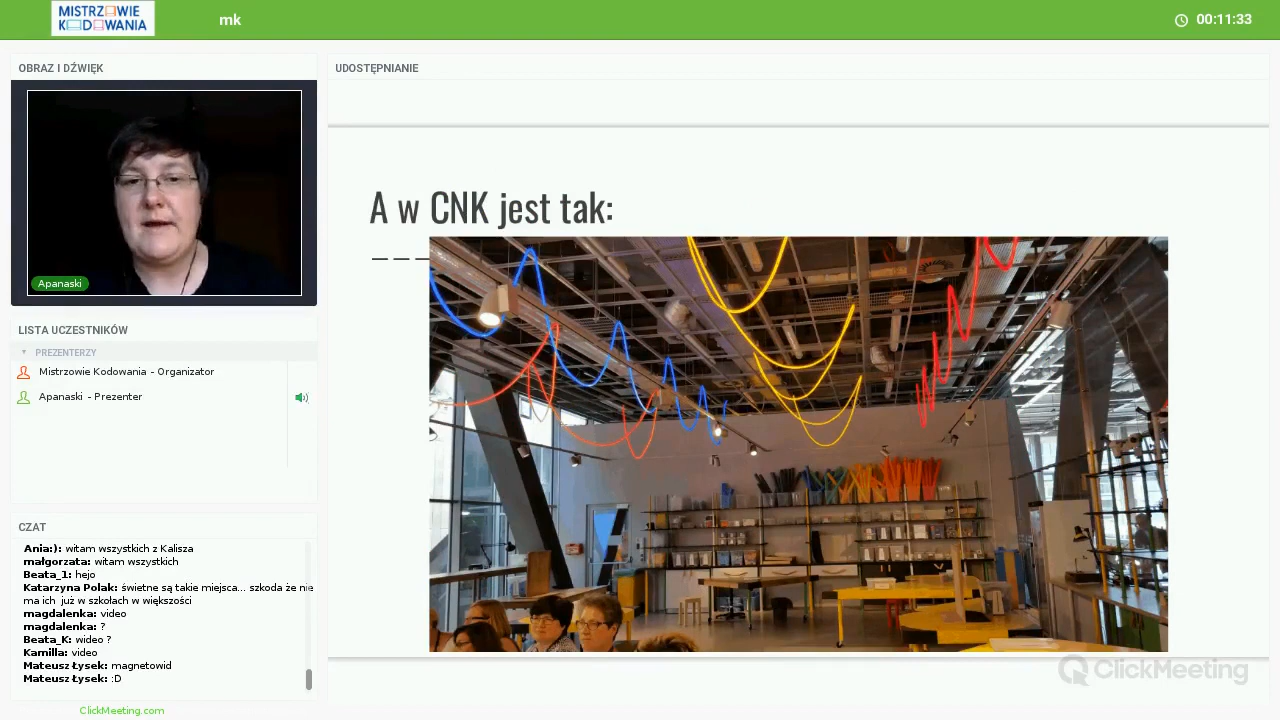 MISTRZOWIE
KODOWANIA
mk
00:11:33
OBRAZ I DŹWIĘK
Apanaski
LISTA UCZESTNIKÓW
PREZENTERZY
Mistrzowie Kodowania - Organizator
Apanaski - Prezenter
CZAT
Ania:): witam wszystkich z Kalisza
małgorzata: witam wszystkich
Beata_1: hejo
Katarzyna Polak: świetne są takie miejsca... szkoda że nie
ma ich już w szkołach w większości
magdalenka: video
magdalenka: ?
Beata_K: wideo ?
Kamilla: video
Mateusz Łysek: magnetowid
Mateusz Łysek: :D
ClickMeeting.com
UDOSTĘPNIANIE
A w CNK jest tak:
ClickMeeting